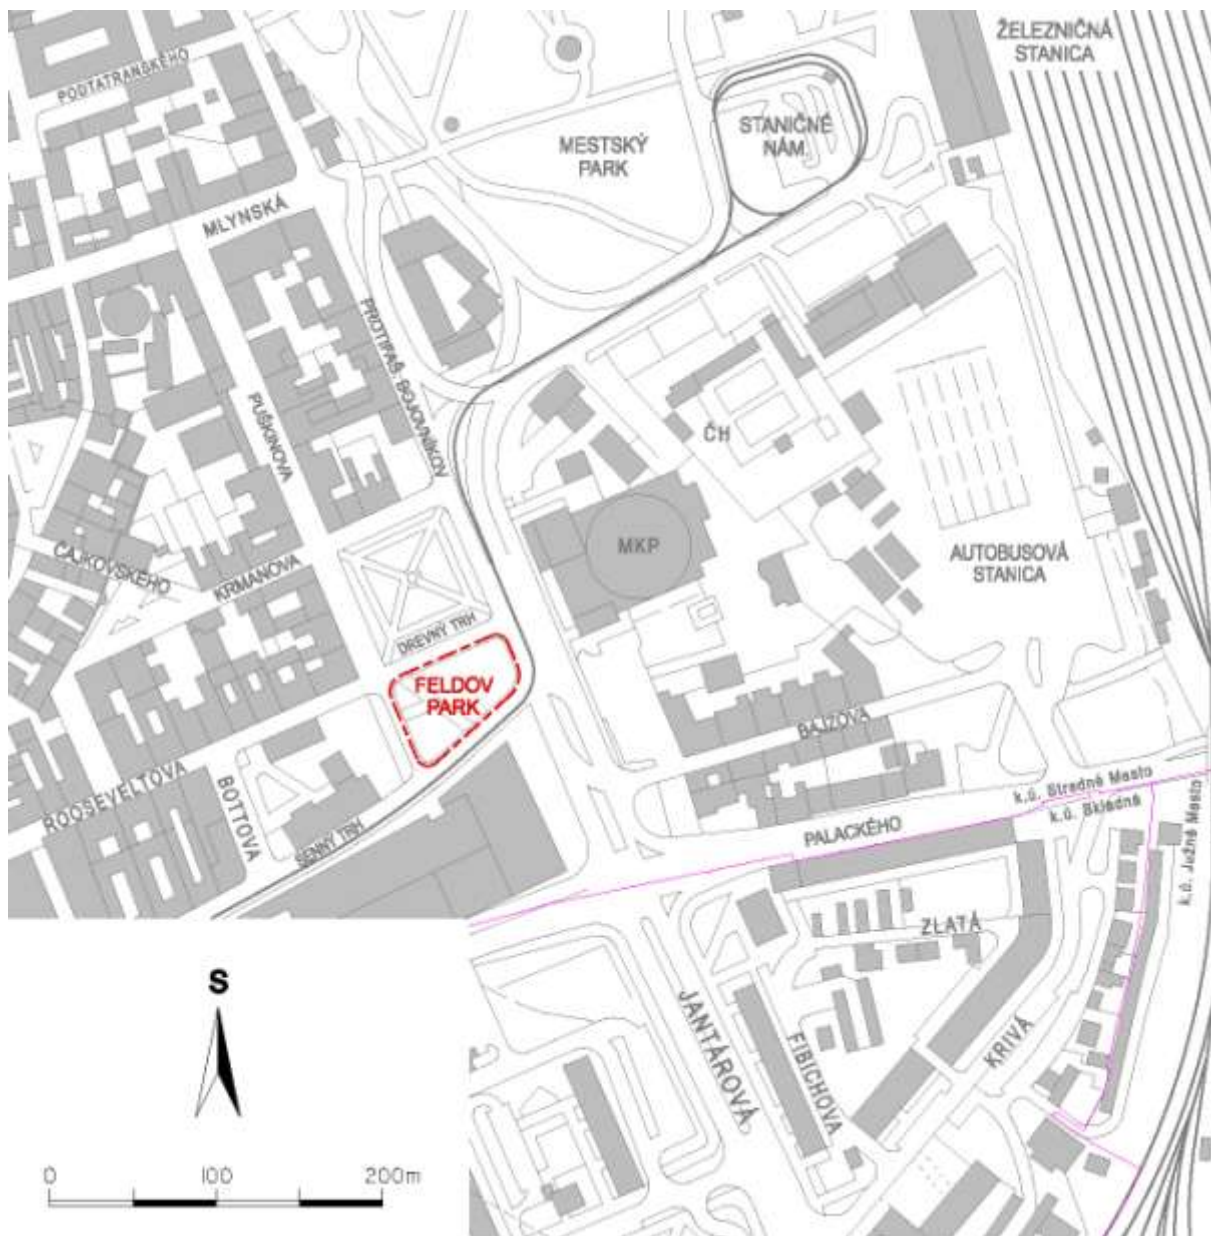 ŽELEZNIČNÁ
STANICA
PODTATRANSKÉHO
STANIČNÉ
NÁM.
MESTSKÝ
PARK
MLYNSKÁ
PROTIFAŠ. BOJOVNÍKOV
PUŠKINOVA
ČH
MKP
AUTOBUSOVÁ
STANICA
ČAJKOVSKÉHO
KRMANOVA
DREVNÝ TRH
FELDOV
PARK
BAJZOVA
ROOSEVELTOVA
BOTTOVA
SENNÝ TRH
k.ú. Stredné Mesto
k.ú. Skladná
k.ú. Južné Mesto
PALACKÉHO
ZLATÁ
JANTÁROVÁ
FIBICHOVA
KRIVÁ
S
0 100 200m